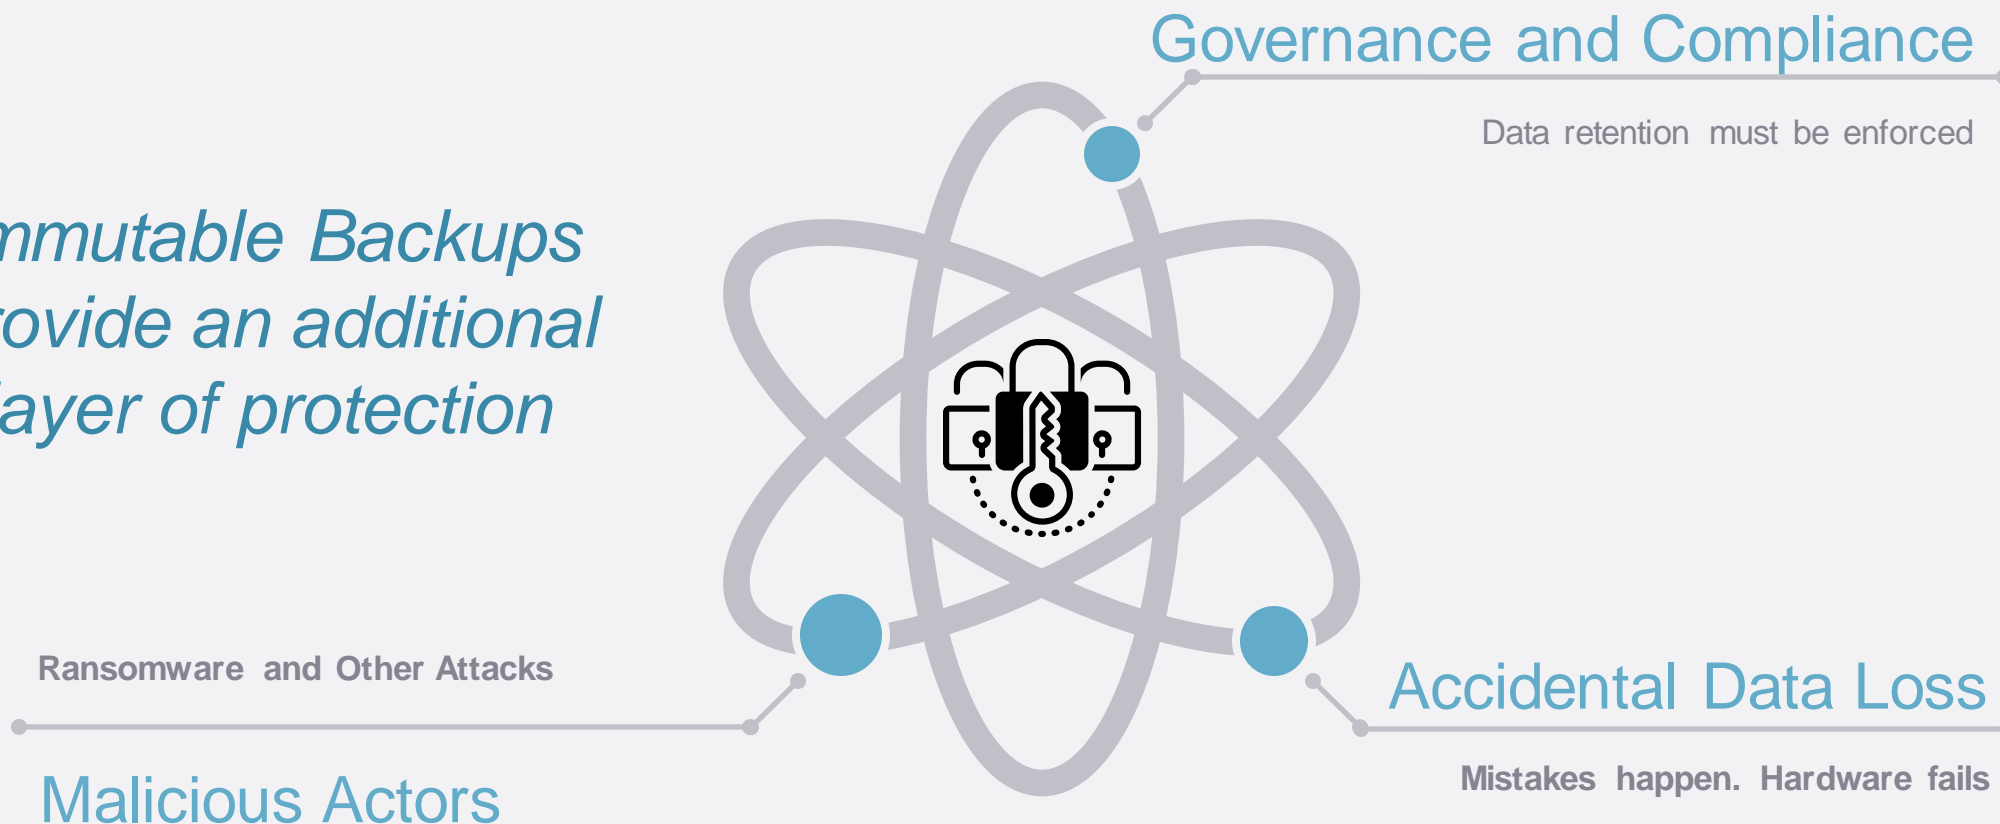 Governance and Compliance
Data retention must be enforced
mmutable Backups
rovide an additional
layer of protection
Ransomware and Other Attacks
Malicious Actors
Accidental Data Loss
Mistakes happen. Hardware fails